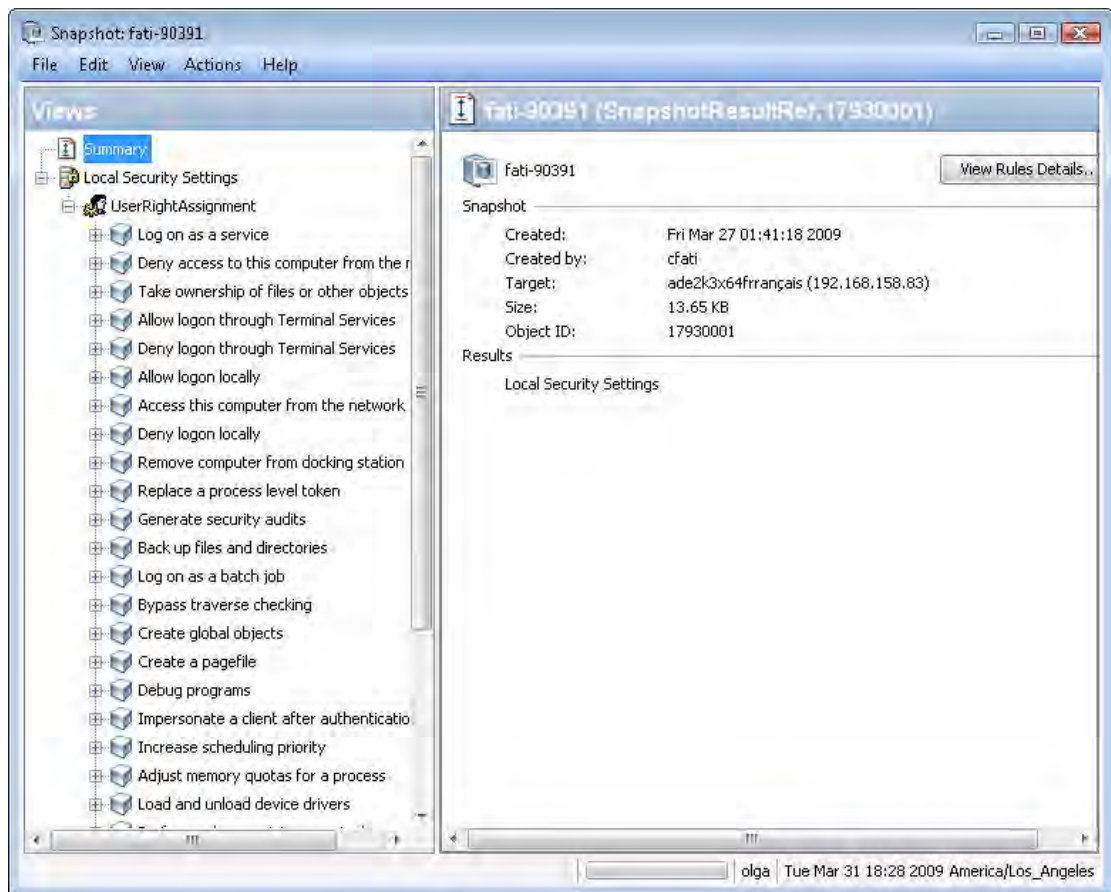 Snapshot: fati-90391
File Edit View Actions Help
Views
Summary
Local Security Settings
UserRightAssignment
Log on as a service
Deny access to this computer from the r
Take ownership of files or other objects
Allow logon through Terminal Services
Deny logon through Terminal Services
Allow logon locally
Access this computer from the network
Deny logon locally
Remove computer from docking station
Replace a process level token
Generate security audits
Back up files and directories
Log on as a batch job
Bypass traverse checking
Create global objects
Create a pagefile
Debug programs
Impersonate a client after authenticatio
Increase scheduling priority
Adjust memory quotas for a process
Load and unload device drivers
fati-90391 (SnapshotResultRef:17930001)
fati-90391
View Rules Details..
Snapshot
Created: Fri Mar 27 01:41:18 2009
Created by: cfati
Target: ade2k3x64frrançais (192.168.158.83)
Size: 13.65 KB
Object ID: 17930001
Results
Local Security Settings
olga Tue Mar 31 18:28 2009 America/Los_Angeles